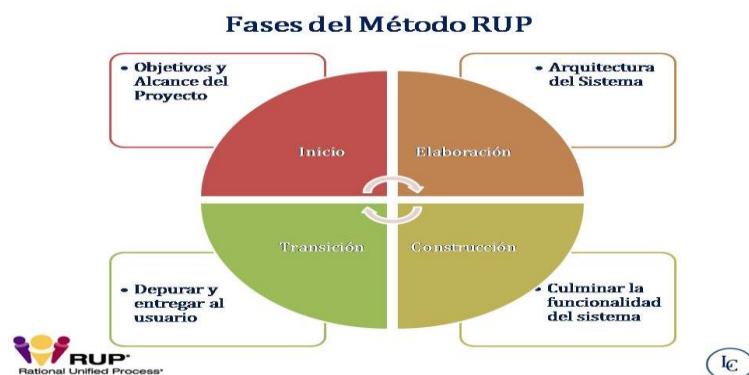 Fases del Método RUP
• Objetivos y
Alcance del
Proyecto
• Arquitectura
del Sistema
Inicio
Elaboración
Transición
Construcción
• Depurar y
entregar al
usuario
• Culminar la
funcionalidad
del sistema
RUP
Rational Unified Process
LC